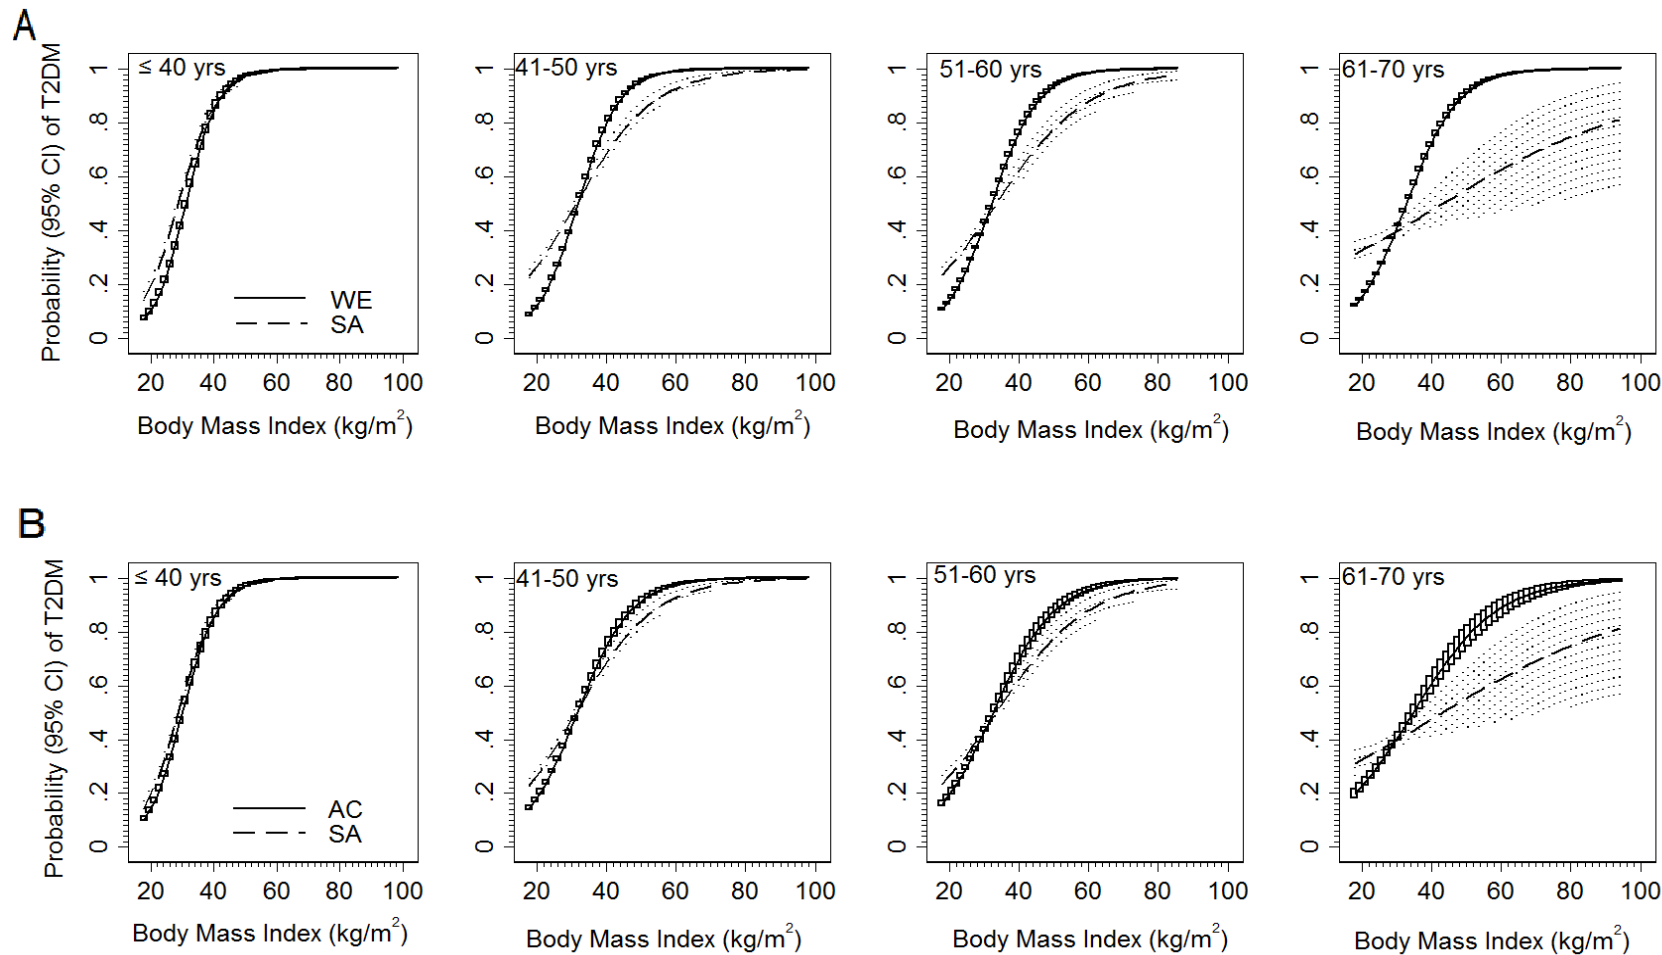 A
Probability (95% CI) of T2DM
≤ 40 yrs
41-50 yrs
51-60 yrs
61-70 yrs
1 1 1 1
.8 .8 .8 .8
.6 .6 .6 .6
.4 .4 .4 .4
.2 .2 .2 .2
WE
SA
0 0 0 0
20 40 60 80 100
20 40 60 80 100
20 40 60 80 100
20 40 60 80 100
Body Mass Index (kg/m²)
Body Mass Index (kg/m²)
Body Mass Index (kg/m²)
Body Mass Index (kg/m²)
B
Probability (95% CI) of T2DM
≤ 40 yrs
41-50 yrs
51-60 yrs
61-70 yrs
1 1 1 1
.8 .8 .8 .8
.6 .6 .6 .6
.4 .4 .4 .4
.2 .2 .2 .2
AC
SA
0 0 0 0
20 40 60 80 100
20 40 60 80 100
20 40 60 80 100
20 40 60 80 100
Body Mass Index (kg/m²)
Body Mass Index (kg/m²)
Body Mass Index (kg/m²)
Body Mass Index (kg/m²)